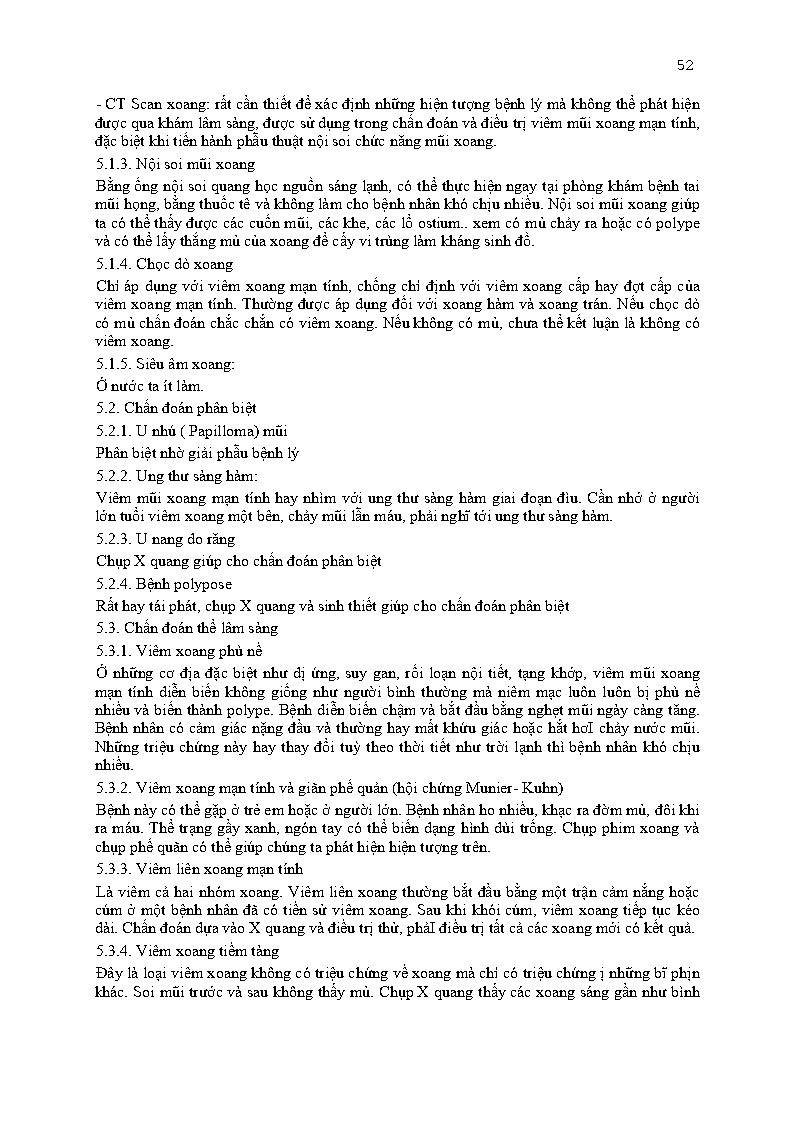 52
- CT Scan xoang: rất cần thiết để xác định những hiện tượng bệnh lý mà không thể phát hiện
được qua khám lâm sàng, được sử dụng trong chẩn đoán và điều trị viêm mũi xoang mạn tính,
đặc biệt khi tiến hành phẫu thuật nội soi chức năng mũi xoang.
5.1.3. Nội soi mũi xoang
Bằng ống nội soi quang học nguồn sáng lạnh, có thể thực hiện ngay tại phòng khám bệnh tai
mũi họng, bằng thuốc tê và không làm cho bệnh nhân khó chịu nhiều. Nội soi mũi xoang giúp
ta có thể thấy được các cuốn mũi, các khe, các lổ ostium.. xem có mủ chảy ra hoặc có polype
và có thể lấy thẳng mủ của xoang để cấy vi trùng làm kháng sinh đồ.
5.1.4. Chọc dò xoang
Chỉ áp dụng với viêm xoang mạn tính, chống chỉ định với viêm xoang cấp hay đợt cấp của
viêm xoang mạn tính. Thường được áp dụng đối với xoang hàm và xoang trán. Nếu chọc dò
có mủ chẩn đoán chắc chắn có viêm xoang. Nếu không có mủ, chưa thể kết luận là không có
viêm xoang.
5.1.5. Siêu âm xoang:
Ở nước ta ít làm.
5.2. Chẩn đoán phân biệt
5.2.1. U nhú ( Papilloma) mũi
Phân biệt nhờ giải phẫu bệnh lý
5.2.2. Ung thư sàng hàm:
Viêm mũi xoang mạn tính hay nhìm với ung thư sàng hàm giai đoạn đìu. Cần nhớ ở người
lớn tuổi viêm xoang một bên, chảy mũi lẫn máu, phải nghĩ tới ung thư sàng hàm.
5.2.3. U nang do răng
Chụp X quang giúp cho chẩn đoán phân biệt
5.2.4. Bệnh polypose
Rất hay tái phát, chụp X quang và sinh thiết giúp cho chẩn đoán phân biệt
5.3. Chẩn đoán thể lâm sàng
5.3.1. Viêm xoang phù nề
Ở những cơ địa đặc biệt như dị ứng, suy gan, rối loạn nội tiết, tạng khớp, viêm mũi xoang
mạn tính diễn biến không giống như người bình thường mà niêm mạc luôn luôn bị phù nề
nhiều và biến thành polype. Bệnh diễn biến chậm và bắt đầu bằng nghẹt mũi ngày càng tăng.
Bệnh nhân có cảm giác nặng đầu và thường hay mất khứu giác hoặc hắt hơI chảy nước mũi.
Những triệu chứng này hay thay đổi tuỳ theo thời tiết như trời lạnh thì bệnh nhân khó chịu
nhiều.
5.3.2. Viêm xoang mạn tính và giãn phế quản (hội chứng Munier- Kuhn)
Bệnh này có thể gặp ở trẻ em hoặc ở người lớn. Bệnh nhân ho nhiều, khạc ra đờm mủ, đôi khi
ra máu. Thể trạng gầy xanh, ngón tay có thể biến dạng hình dùi trống. Chụp phim xoang và
chụp phế quãn có thể giúp chúng ta phát hiện hiện tượng trên.
5.3.3. Viêm liên xoang mạn tính
Là viêm cả hai nhóm xoang. Viêm liên xoang thường bắt đầu bằng một trận cảm nắng hoặc
cúm ở một bệnh nhân đã có tiền sử viêm xoang. Sau khi khỏi cúm, viêm xoang tiếp tục kéo
dài. Chẩn đoán dựa vào X quang và điều trị thử, phảI điều trị tất cả các xoang mới có kết quả.
5.3.4. Viêm xoang tiềm tàng
Đây là loại viêm xoang không có triệu chứng về xoang mà chỉ có triệu chứng ị những bĩ phịn
khác. Soi mũi trước và sau không thấy mủ. Chụp X quang thấy các xoang sáng gần như bình